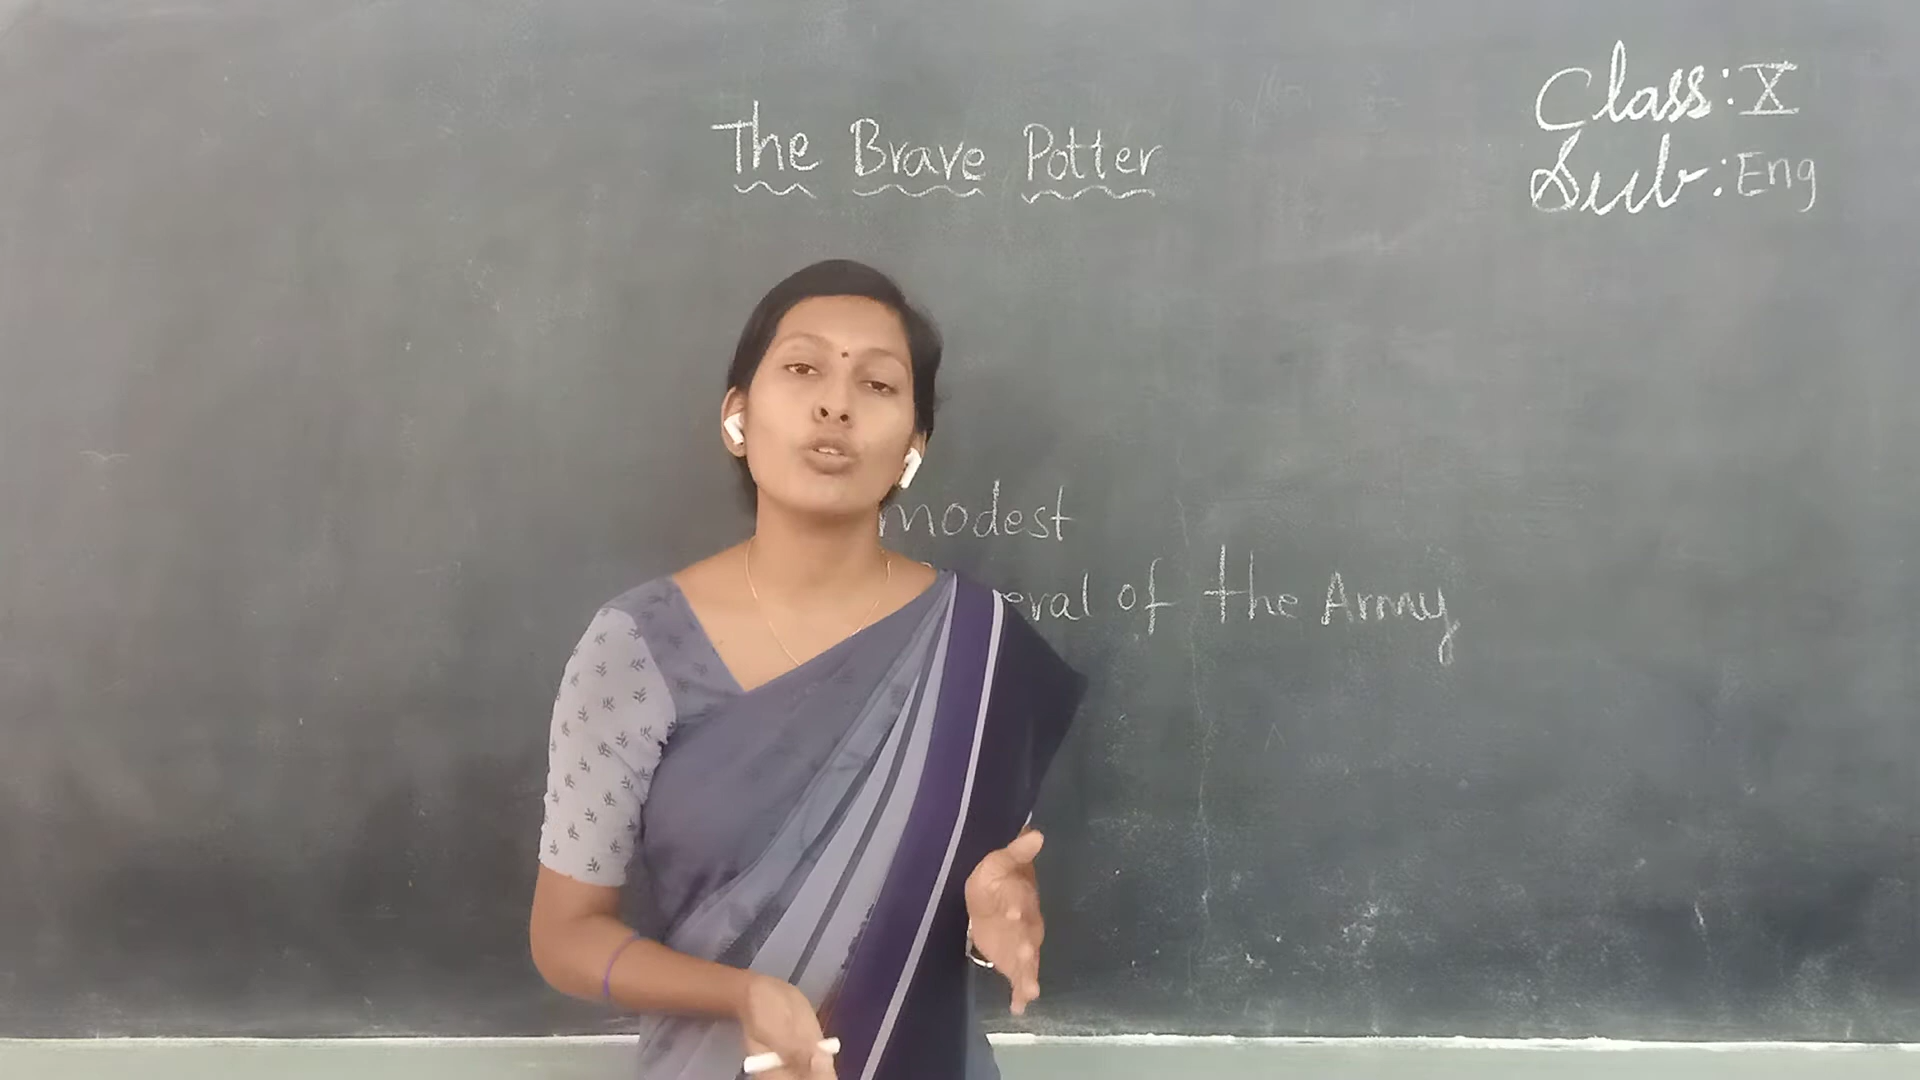 The Brave Potter
Class: X
Sub: Eng
modest
of the Army